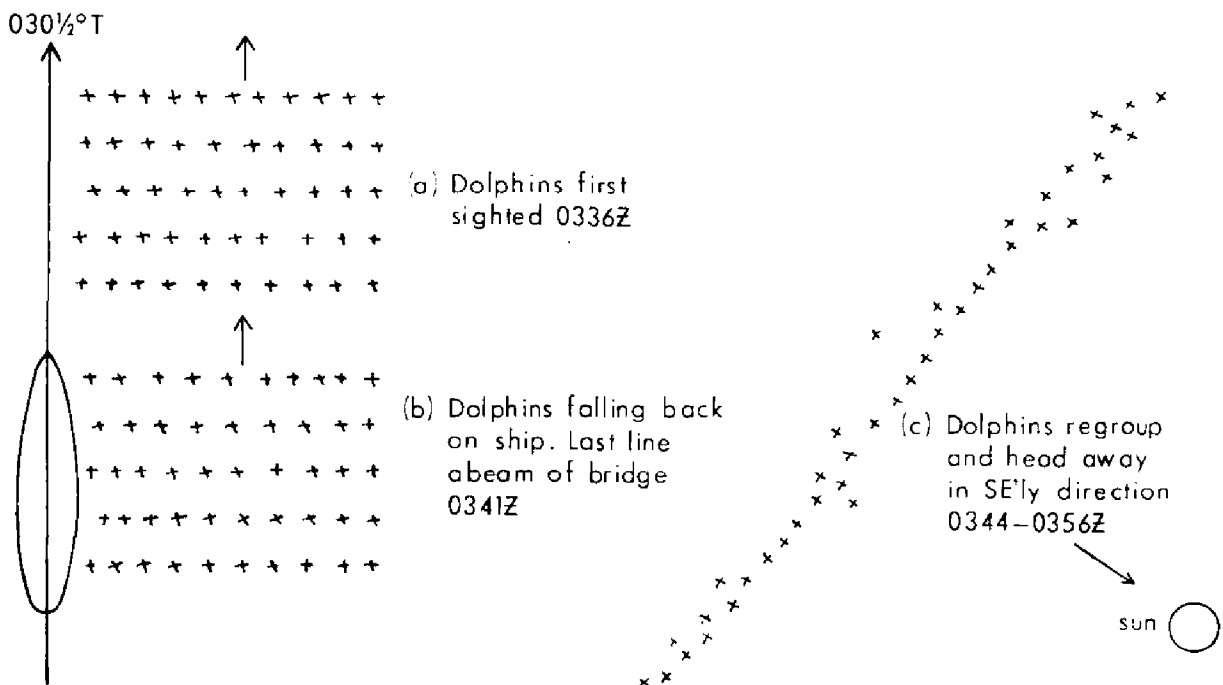 030½°T
(a) Dolphins first
sighted 0336Z
(b) Dolphins falling back
on ship. Last line
abeam of bridge
0341Z
(c) Dolphins regroup
and head away
in SE'ly direction
0344–0356Z
sun